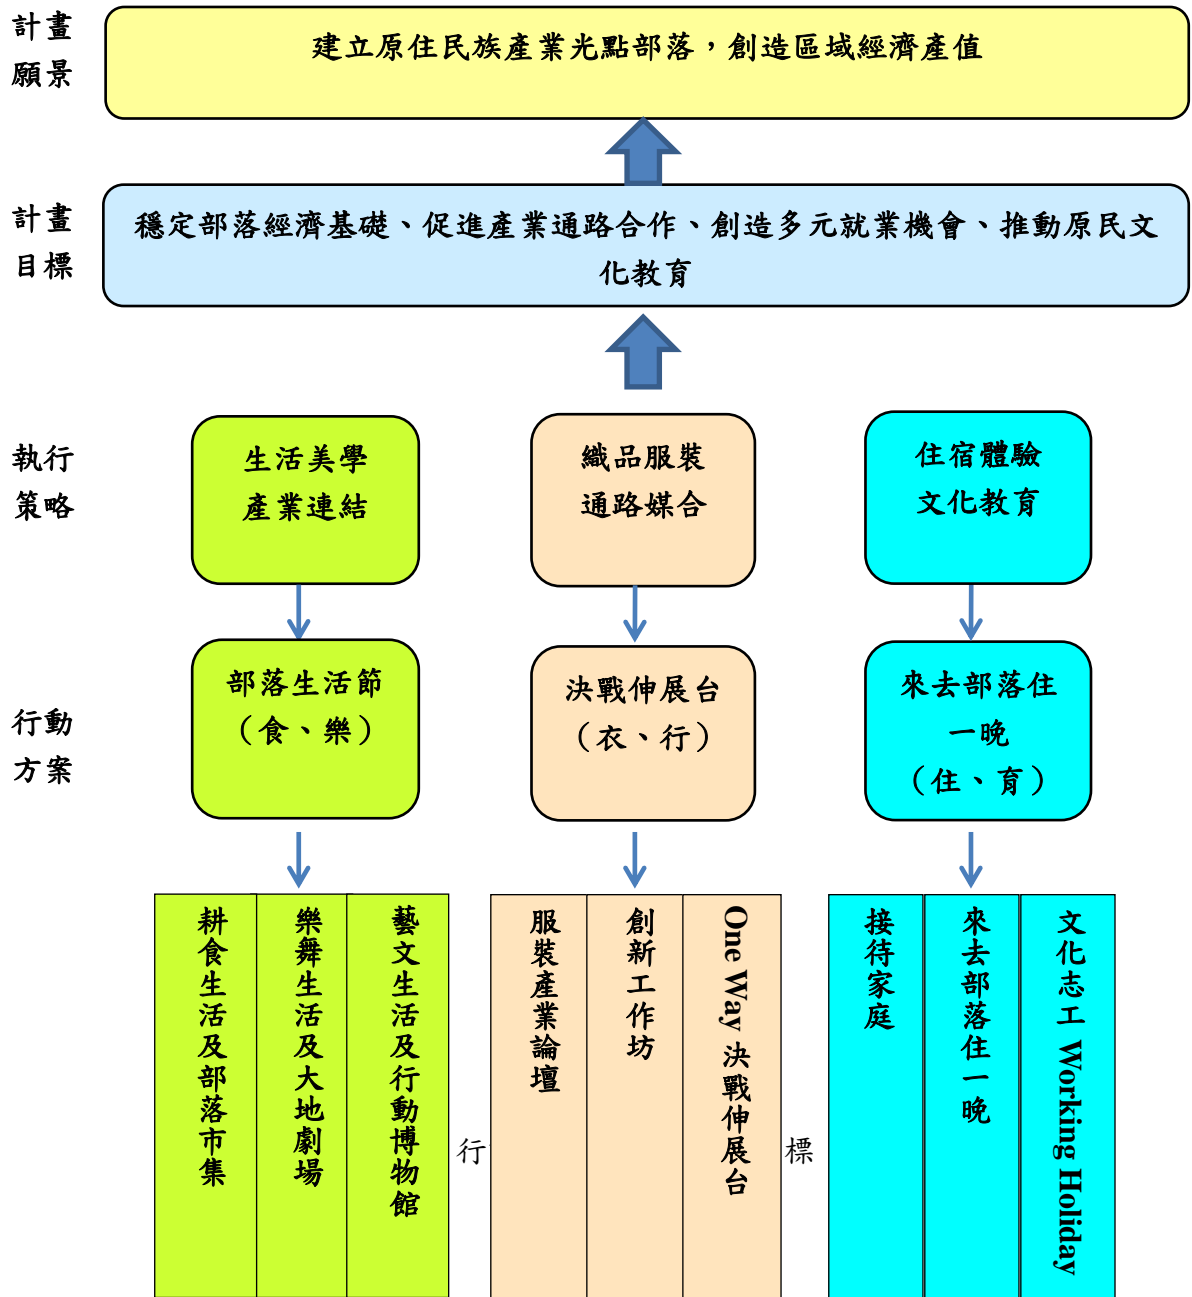 計畫
願景
建立原住民族產業光點部落，創造區域經濟產值
計畫
目標
穩定部落經濟基礎、促進產業通路合作、創造多元就業機會、推動原民文
化教育
執行
策略
生活美學
產業連結
織品服裝
通路媒合
住宿體驗
文化教育
行動
方案
部落生活節
（食、樂）
決戰伸展台
（衣、行）
來去部落住
一晚
（住、育）
耕食生活及部落市集
樂舞生活及大地劇場
藝文生活及行動博物館
行
服裝產業論壇
創新工作坊
One Way 決戰伸展台
標
接待家庭
來去部落住一晚
文化志工 Working Holiday